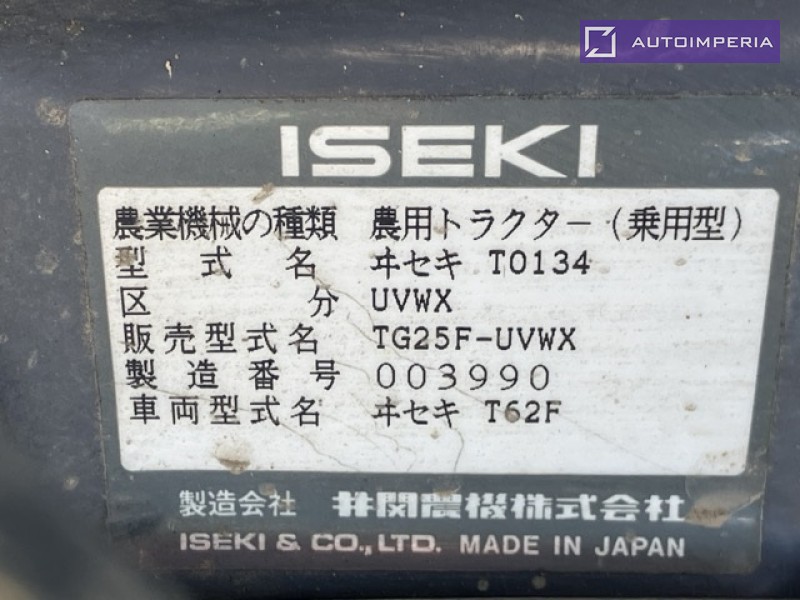 AUTOIMPERIA
ISEKI
農業機械の種類 農用トラクター(乗用型)
型式名 ヰセキ T0134
区分 UVWX
販売型式名 TG25F-UVWX
製造番号 003990
車両型式名 ヰセキ T62F
製造会社 井関農機株式会社
ISEKI & CO.,LTD. MADE IN JAPAN